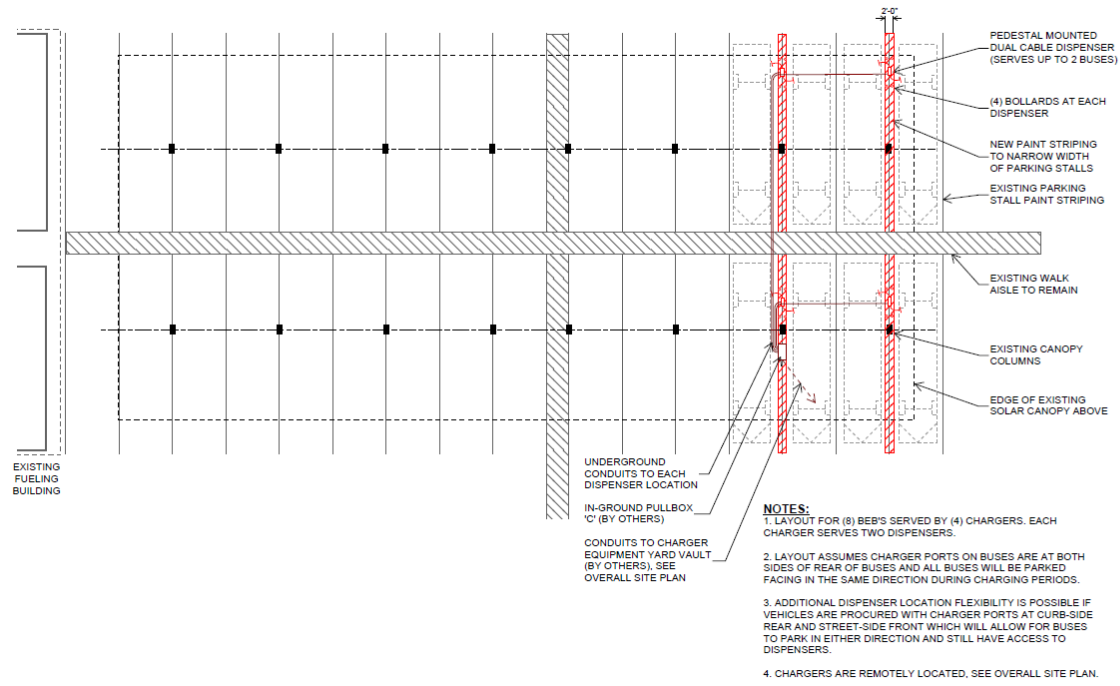 2'-0"
PEDESTAL MOUNTED
DUAL CABLE DISPENSER
(SERVES UP TO 2 BUSES)
(4) BOLLARDS AT EACH
DISPENSER
NEW PAINT STRIPING
TO NARROW WIDTH
OF PARKING STALLS
EXISTING PARKING
STALL PAINT STRIPING
EXISTING WALK
AISLE TO REMAIN
EXISTING CANOPY
COLUMNS
EDGE OF EXISTING
SOLAR CANOPY ABOVE
EXISTING
FUELING
BUILDING
UNDERGROUND
CONDUITS TO EACH
DISPENSER LOCATION
IN-GROUND PULLBOX
'C' (BY OTHERS)
CONDUITS TO CHARGER
EQUIPMENT YARD VAULT
(BY OTHERS), SEE
OVERALL SITE PLAN
NOTES:
1. LAYOUT FOR (8) BEB'S SERVED BY (4) CHARGERS. EACH
CHARGER SERVES TWO DISPENSERS.
2. LAYOUT ASSUMES CHARGER PORTS ON BUSES ARE AT BOTH
SIDES OF REAR OF BUSES AND ALL BUSES WILL BE PARKED
FACING IN THE SAME DIRECTION DURING CHARGING PERIODS.
3. ADDITIONAL DISPENSER LOCATION FLEXIBILITY IS POSSIBLE IF
VEHICLES ARE PROCURED WITH CHARGER PORTS AT CURB-SIDE
REAR AND STREET-SIDE FRONT WHICH WILL ALLOW FOR BUSES
TO PARK IN EITHER DIRECTION AND STILL HAVE ACCESS TO
DISPENSERS.
4. CHARGERS ARE REMOTELY LOCATED, SEE OVERALL SITE PLAN.